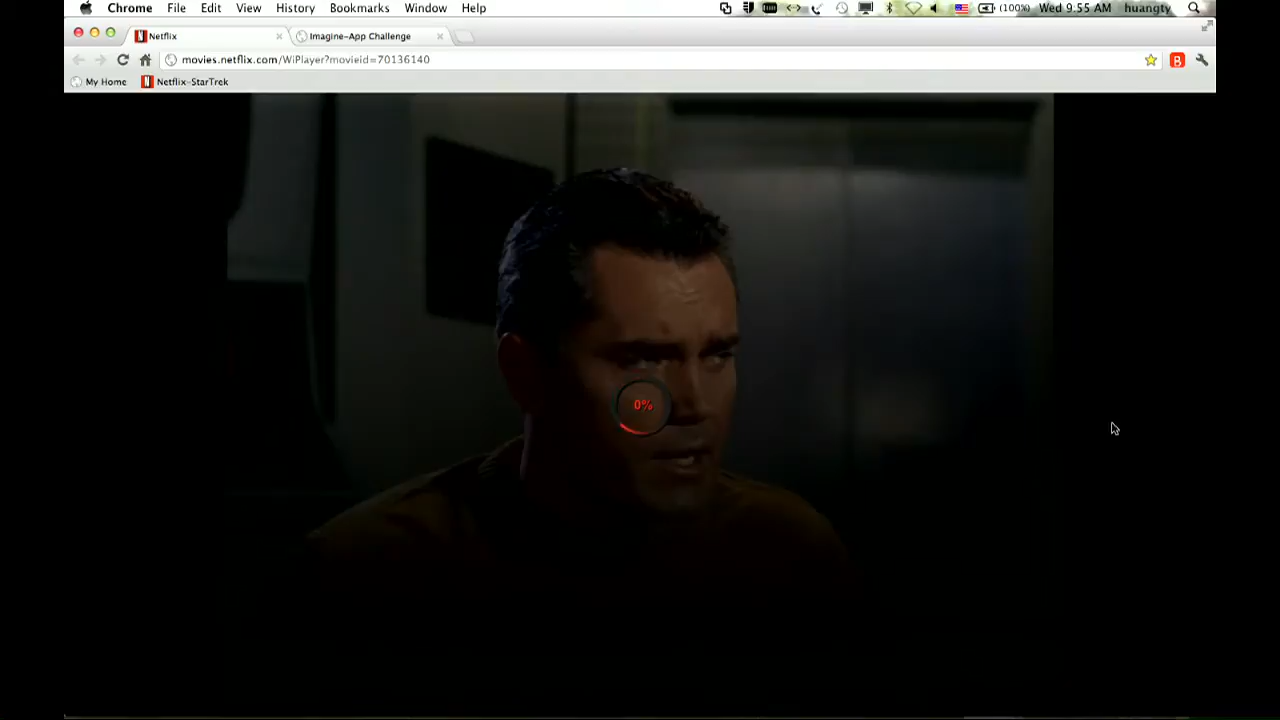 Chrome File Edit View History Bookmarks Window Help (100%) Wed 9.55 AM huangty
Netflix Imagine-App Challenge
movies.netflix.com/WiPlayer?movieid=70136140
My Home Netflix-StarTrek
0%